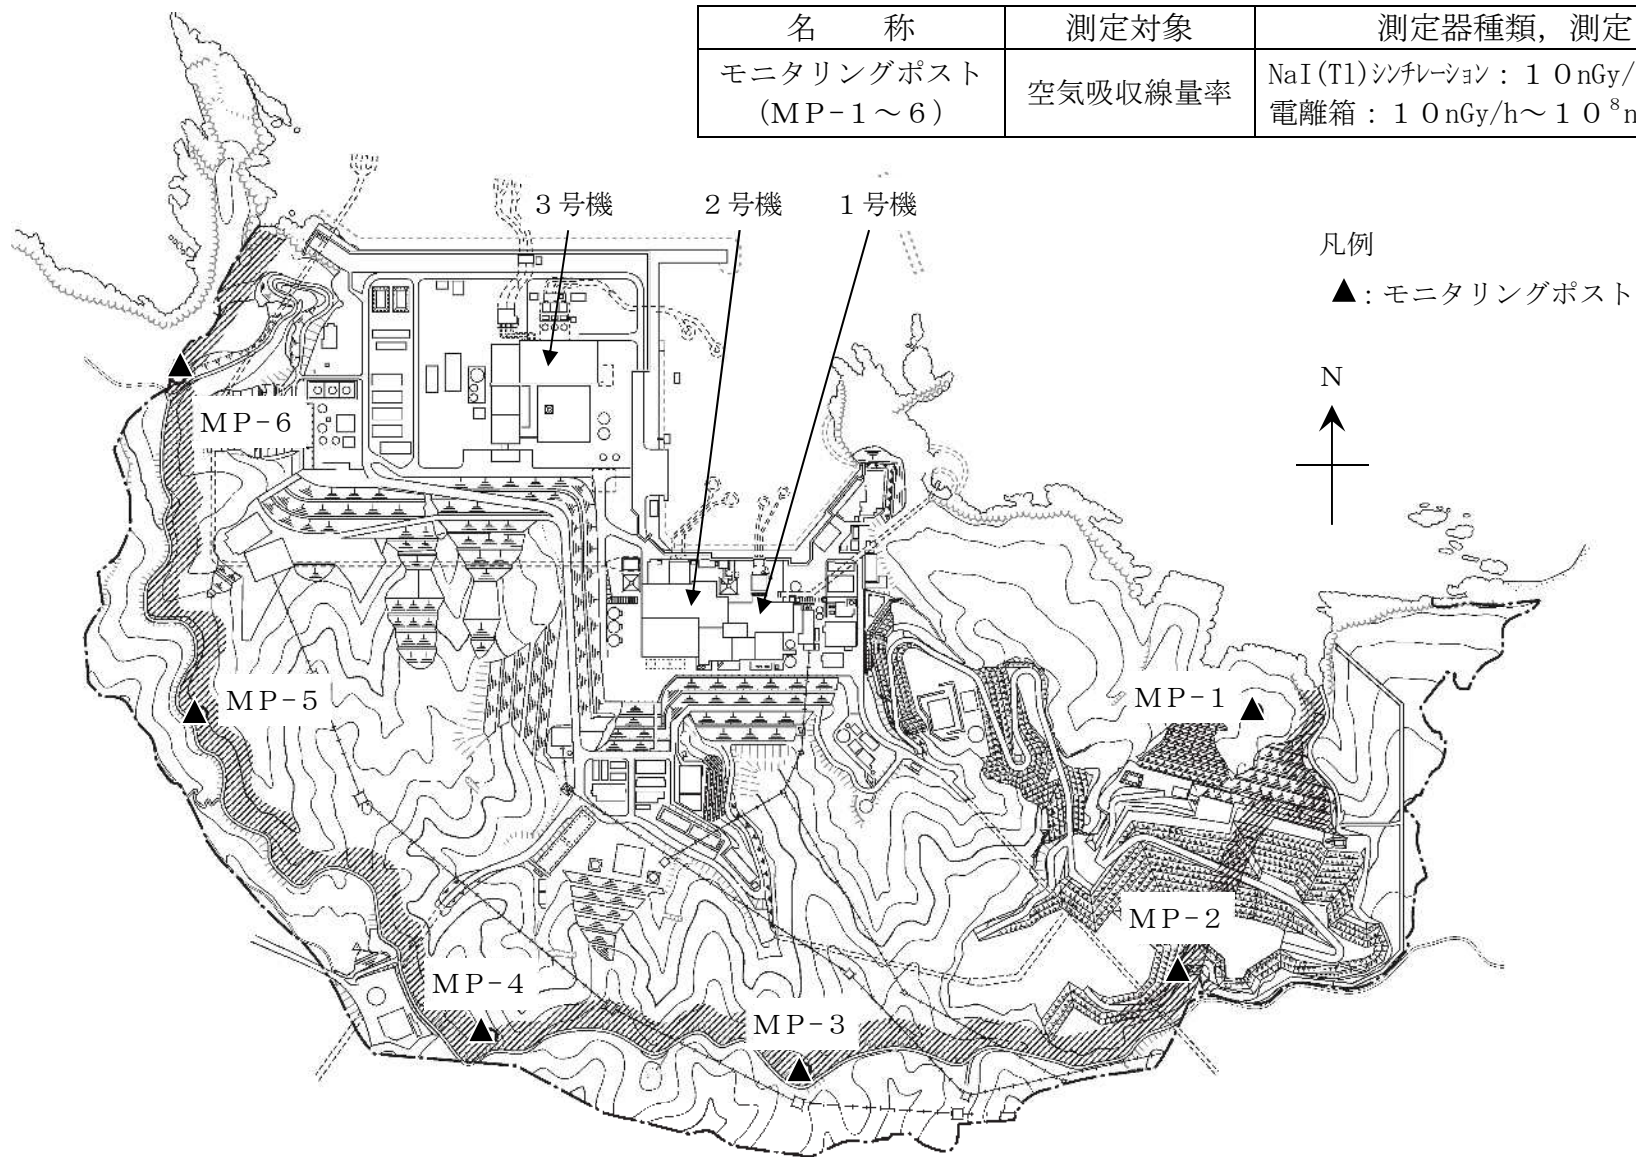 名　　称
測定対象
測定器種類，測定
モニタリングポスト
(ＭＰ-１～６)
空気吸収線量率
NaI(Tl)ｼﾝﾁﾚｰｼｮﾝ：１０nGy/
電離箱：１０nGy/h～１０⁸n
３号機
２号機
１号機
凡例
▲：モニタリングポスト
N
ＭＰ-６
ＭＰ-５
ＭＰ-１
ＭＰ-２
ＭＰ-４
ＭＰ-３